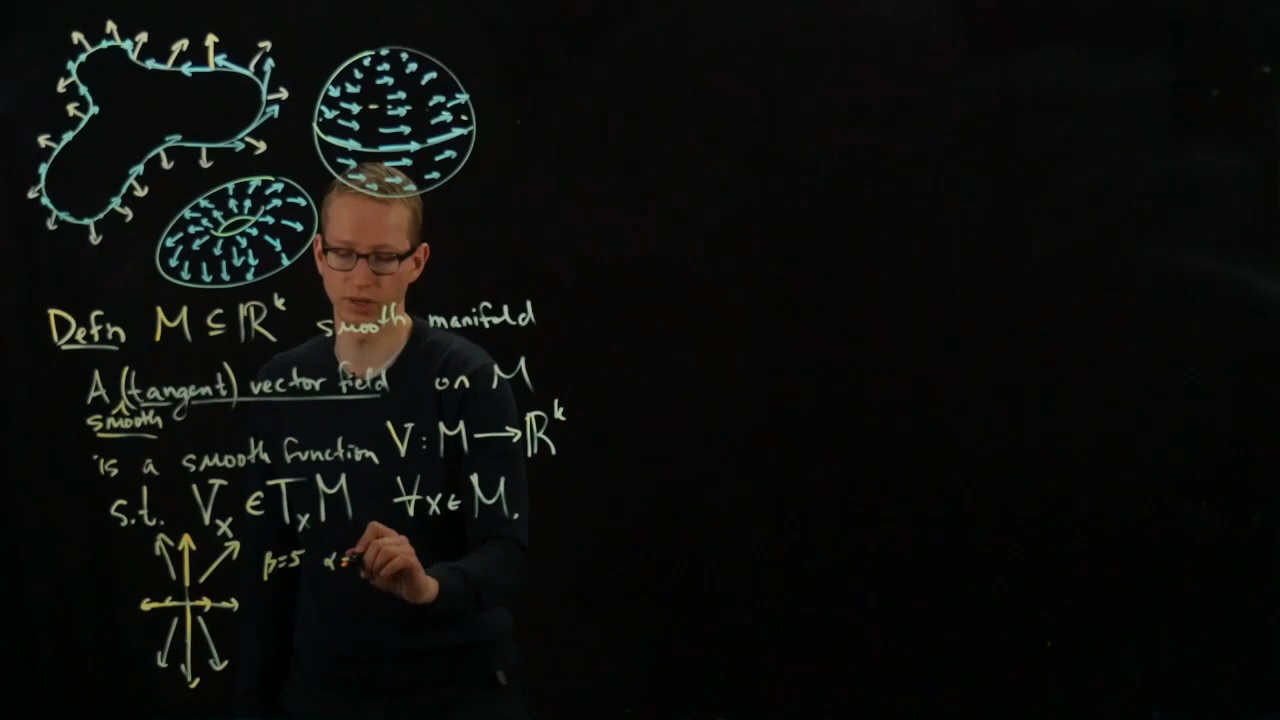 Defn M ⊆ ℝᵏ smooth manifold
A (tangent) vector field on M
smooth
is a smooth function V : M → ℝᵏ
s.t. Vₓ ∈ TₓM ∀x ∈ M.
β=5 α=